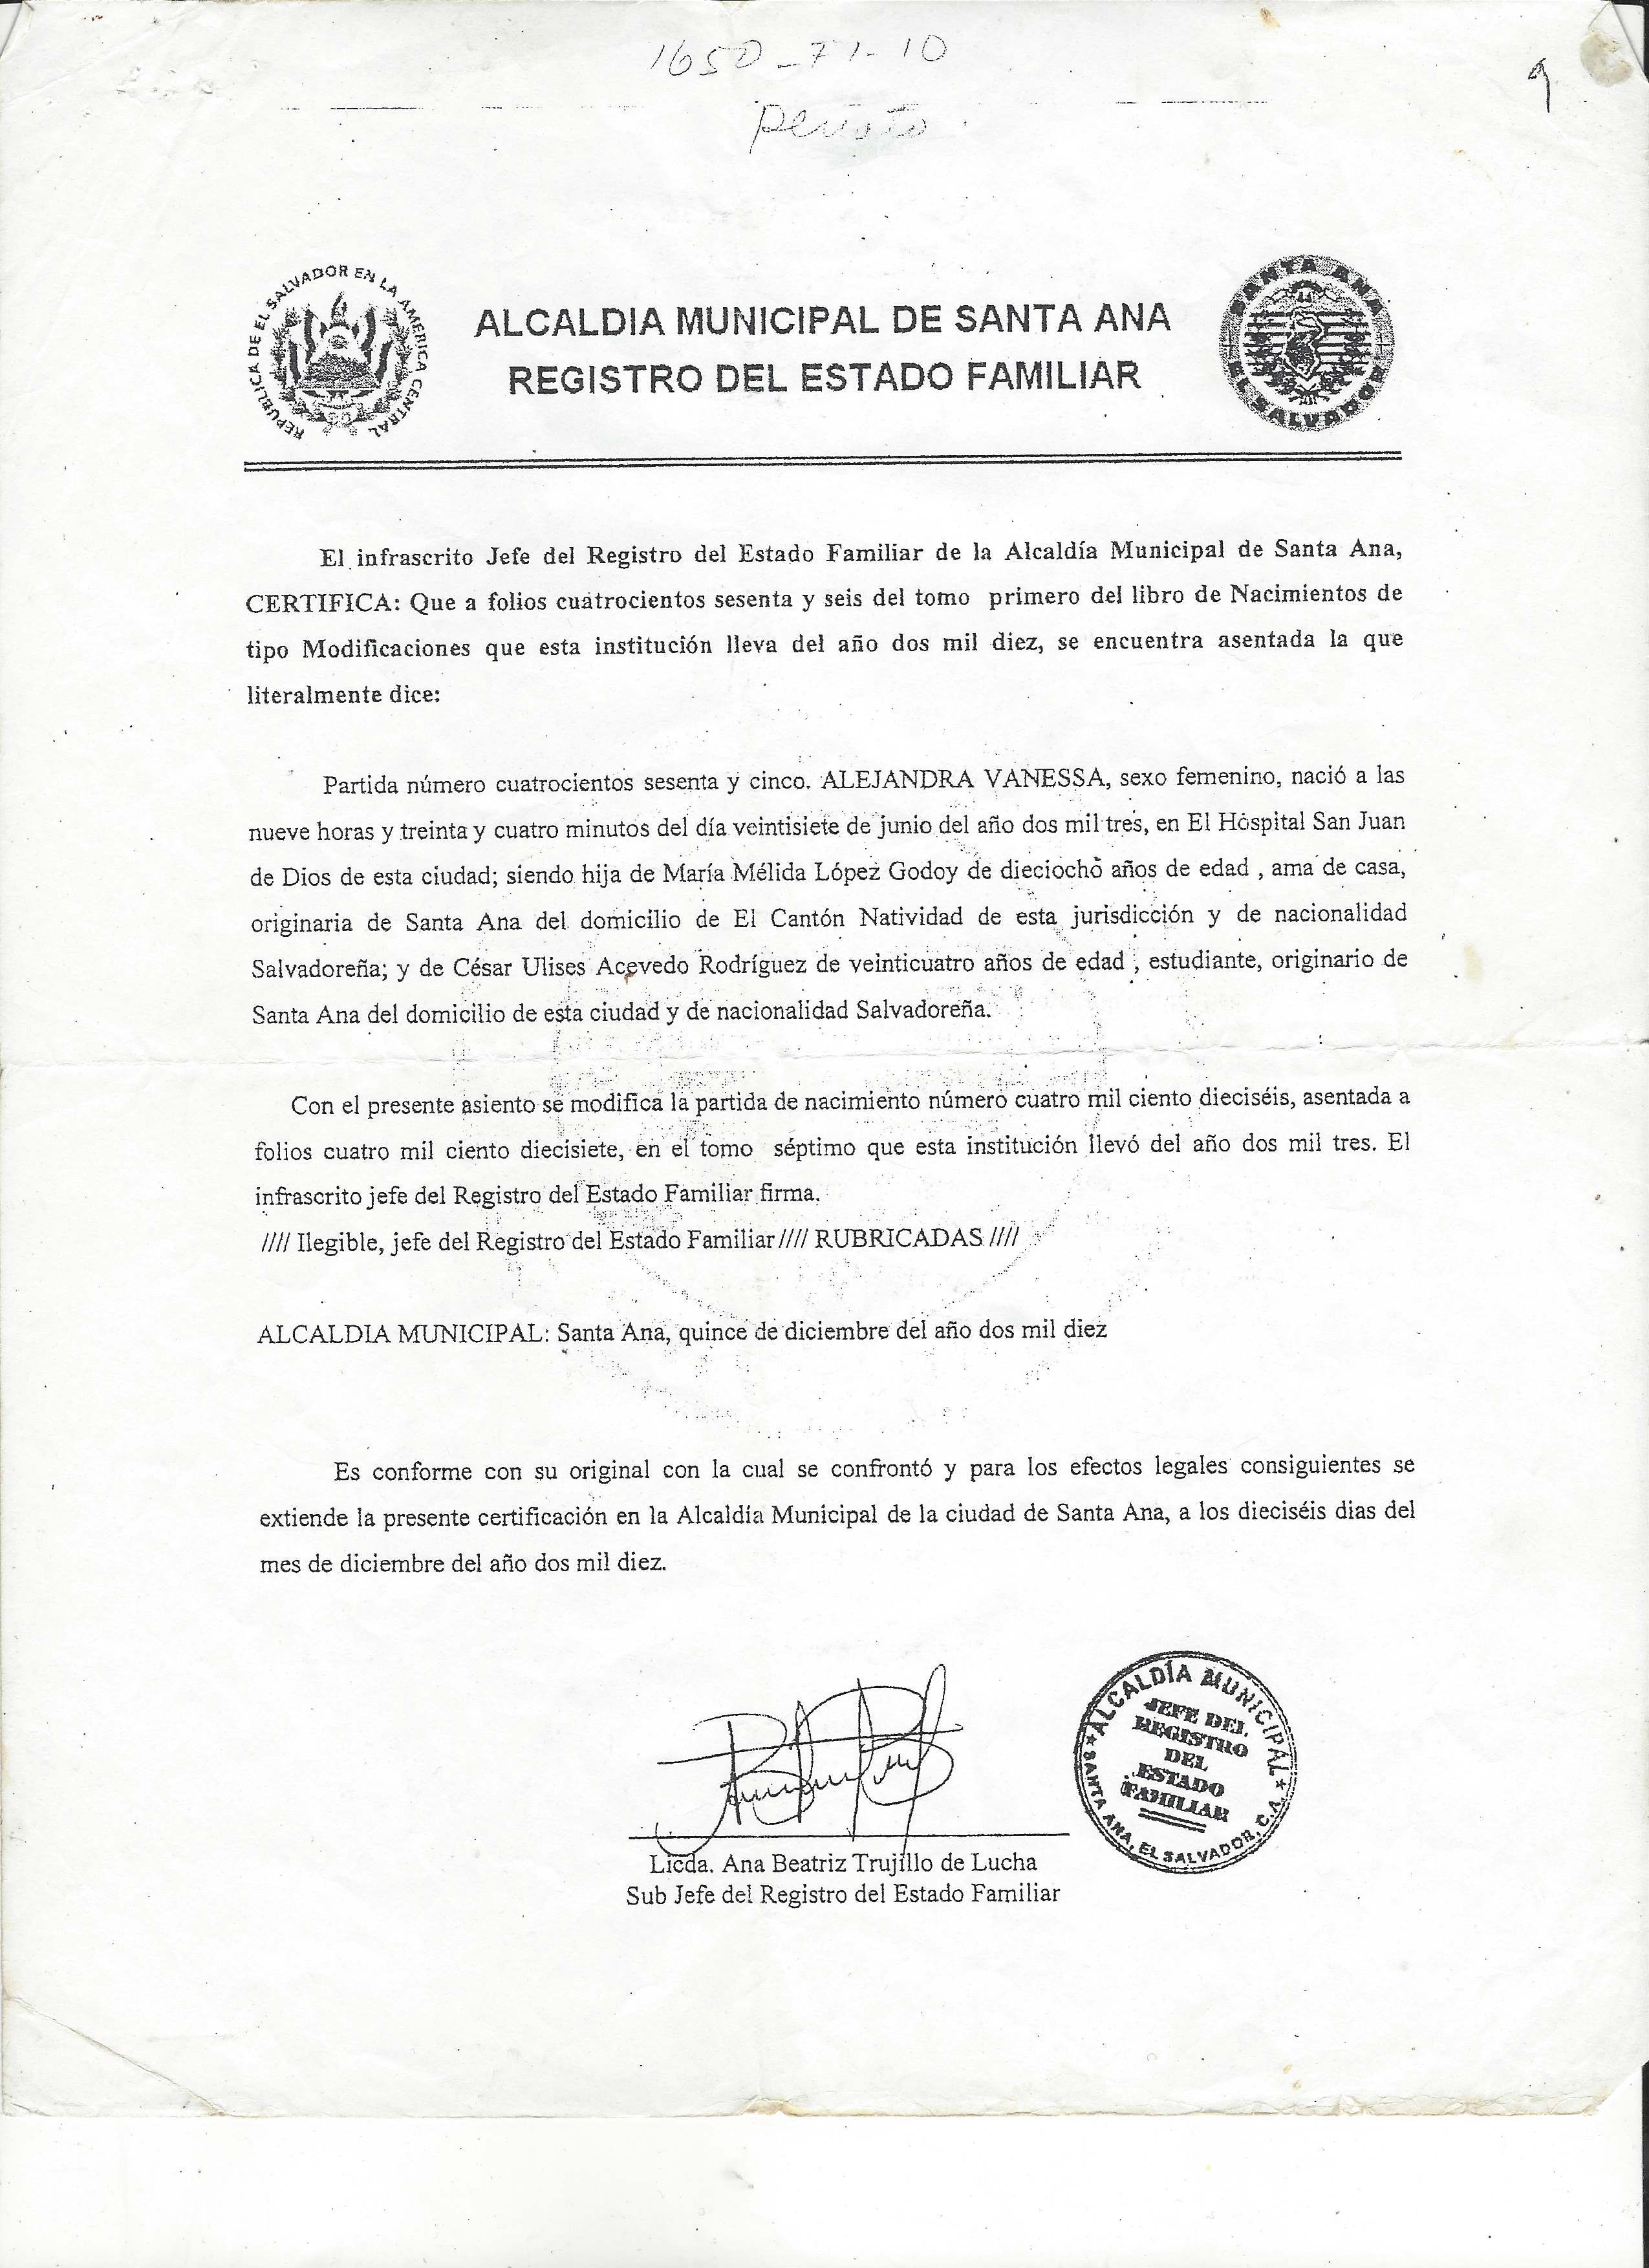 1650-71-10
9
REPUBLICA DE EL SALVADOR EN LA AMERICA CENTRAL
ALCALDIA MUNICIPAL DE SANTA ANA
REGISTRO DEL ESTADO FAMILIAR
SANTA ANA
EL SALVADOR
El infrascrito Jefe del Registro del Estado Familiar de la Alcaldía Municipal de Santa Ana,
CERTIFICA: Que a folios cuatrocientos sesenta y seis del tomo primero del libro de Nacimientos de
tipo Modificaciones que esta institución lleva del año dos mil diez, se encuentra asentada la que
literalmente dice:
Partida número cuatrocientos sesenta y cinco. ALEJANDRA VANESSA, sexo femenino, nació a las
nueve horas y treinta y cuatro minutos del día veintisiete de junio del año dos mil tres, en El Hospital San Juan
de Dios de esta ciudad; siendo hija de María Mélida López Godoy de dieciocho años de edad , ama de casa,
originaria de Santa Ana del domicilio de El Cantón Natividad de esta jurisdicción y de nacionalidad
Salvadoreña; y de César Ulises Acevedo Rodríguez de veinticuatro años de edad , estudiante, originario de
Santa Ana del domicilio de esta ciudad y de nacionalidad Salvadoreña.
Con el presente asiento se modifica la partida de nacimiento número cuatro mil ciento dieciséis, asentada a
folios cuatro mil ciento diecisiete, en el tomo séptimo que esta institución llevó del año dos mil tres. El
infrascrito jefe del Registro del Estado Familiar firma.
//// Ilegible, jefe del Registro del Estado Familiar //// RUBRICADAS ////
ALCALDIA MUNICIPAL: Santa Ana, quince de diciembre del año dos mil diez
Es conforme con su original con la cual se confrontó y para los efectos legales consiguientes se
extiende la presente certificación en la Alcaldía Municipal de la ciudad de Santa Ana, a los dieciséis dias del
mes de diciembre del año dos mil diez.
Licda. Ana Beatriz Trujillo de Lucha
Sub Jefe del Registro del Estado Familiar
ALCALDÍA MUNICIPAL
JEFE DEL
REGISTRO
DEL
ESTADO
FAMILIAR
SANTA ANA, EL SALVADOR, C.A.